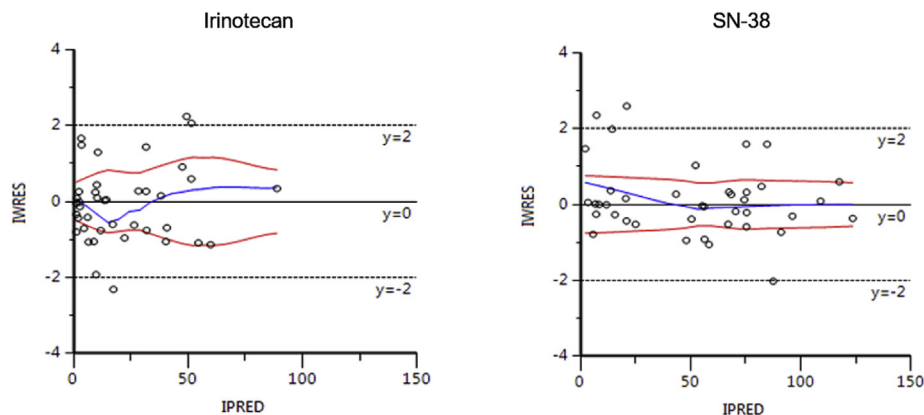 Irinotecan
4
2
y=2
0
y=0
-2
y=-2
-4
0
50
100
150
IWRES
IPRED
SN-38
4
2
y=2
0
y=0
-2
y=-2
-4
0
50
100
150
IWRES
IPRED